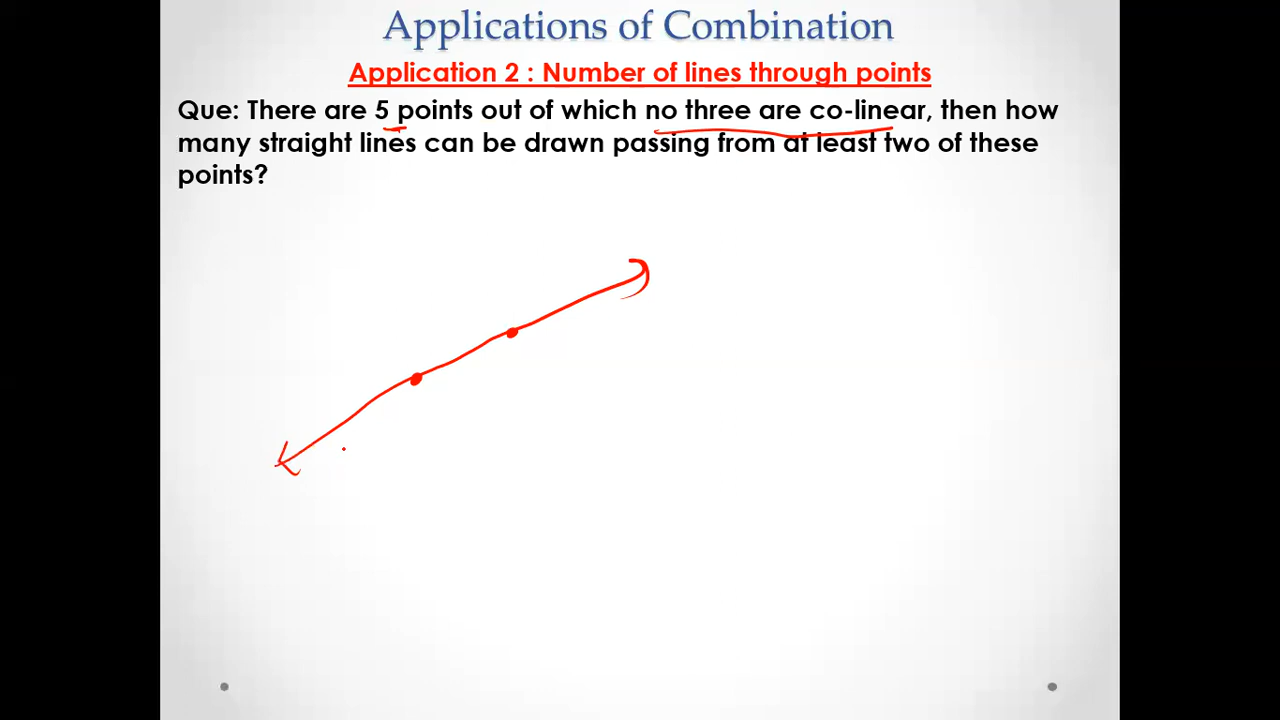 Applications of Combination
Application 2 : Number of lines through points
Que: There are 5 points out of which no three are co-linear, then how
many straight lines can be drawn passing from at least two of these
points?